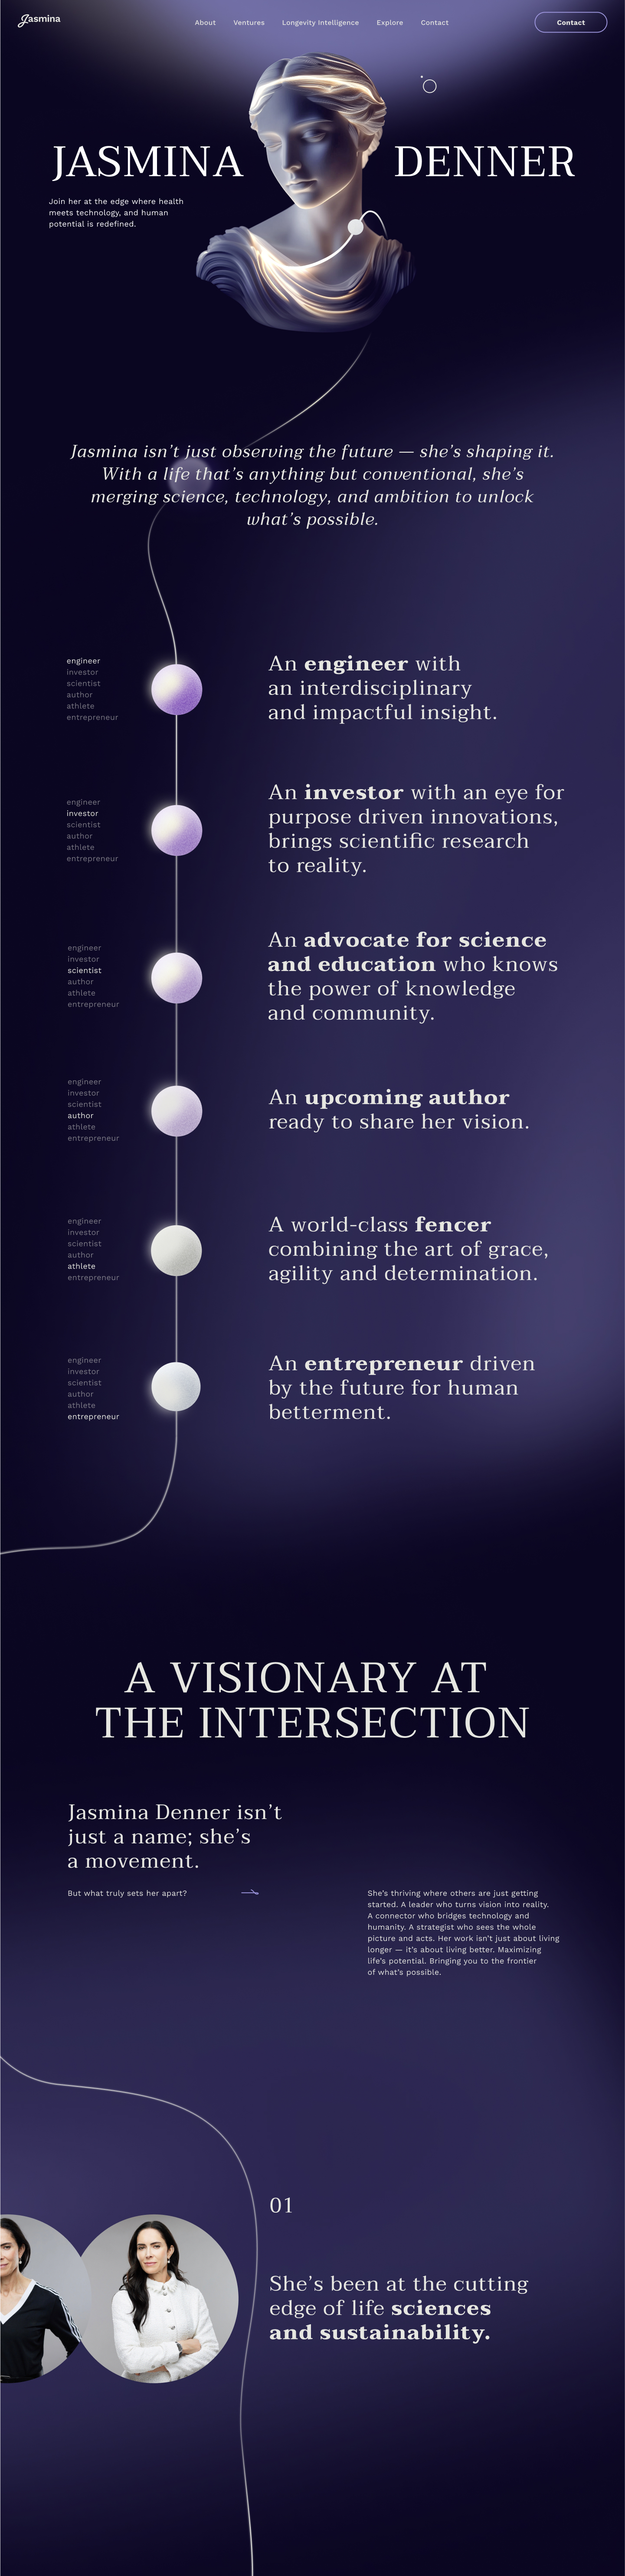 Jasmina
About Ventures Longevity Intelligence Explore Contact
Contact
JASMINA DENNER
Join her at the edge where health
meets technology, and human
potential is redefined.
Jasmina isn’t just observing the future — she’s shaping it.
With a life that’s anything but conventional, she’s
merging science, technology, and ambition to unlock
what’s possible.
engineer
investor
scientist
author
athlete
entrepreneur
An engineer with
an interdisciplinary
and impactful insight.
engineer
investor
scientist
author
athlete
entrepreneur
An investor with an eye for
purpose driven innovations,
brings scientific research
to reality.
engineer
investor
scientist
author
athlete
entrepreneur
An advocate for science
and education who knows
the power of knowledge
and community.
engineer
investor
scientist
author
athlete
entrepreneur
An upcoming author
ready to share her vision.
engineer
investor
scientist
author
athlete
entrepreneur
A world-class fencer
combining the art of grace,
agility and determination.
engineer
investor
scientist
author
athlete
entrepreneur
An entrepreneur driven
by the future for human
betterment.
A VISIONARY AT
THE INTERSECTION
Jasmina Denner isn’t
just a name; she’s
a movement.
But what truly sets her apart?
She’s thriving where others are just getting
started. A leader who turns vision into reality.
A connector who bridges technology and
humanity. A strategist who sees the whole
picture and acts. Her work isn’t just about living
longer — it’s about living better. Maximizing
life’s potential. Bringing you to the frontier
of what’s possible.
01
She’s been at the cutting
edge of life sciences
and sustainability.